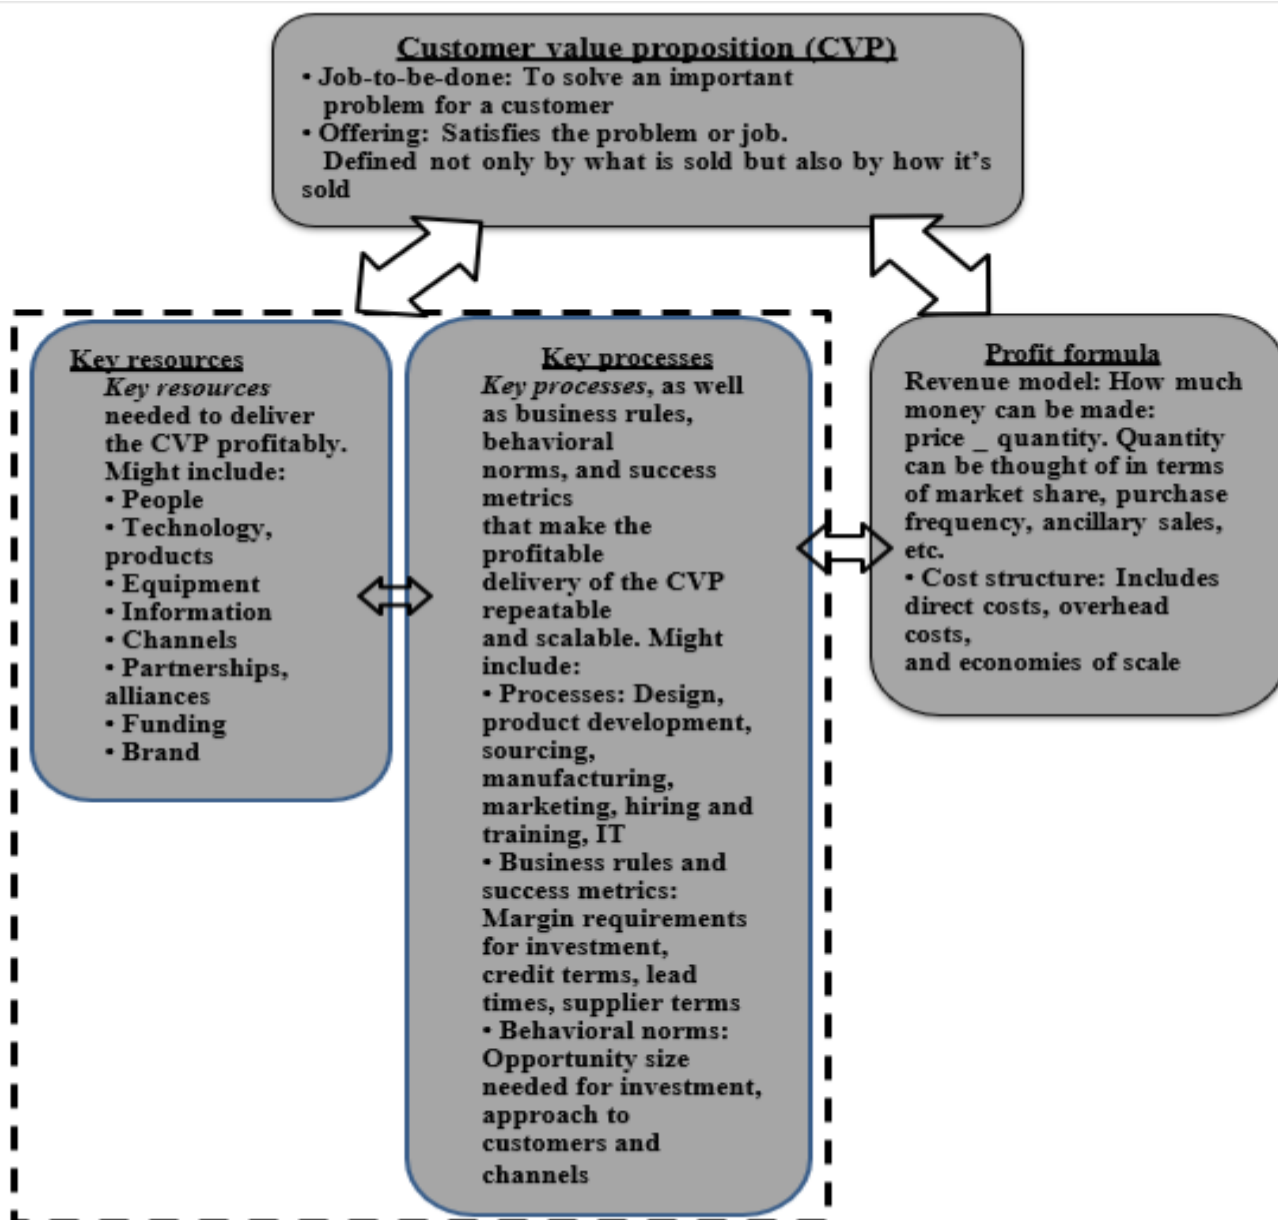 Customer value proposition (CVP)
• Job-to-be-done: To solve an important
problem for a customer
• Offering: Satisfies the problem or job.
Defined not only by what is sold but also by how it's
sold
Key resources
Key resources
needed to deliver
the CVP profitably.
Might include:
• People
• Technology,
products
• Equipment
• Information
• Channels
• Partnerships,
alliances
• Funding
• Brand
Key processes
Key processes, as well
as business rules,
behavioral
norms, and success
metrics
that make the
profitable
delivery of the CVP
repeatable
and scalable. Might
include:
• Processes: Design,
product development,
sourcing,
manufacturing,
marketing, hiring and
training, IT
• Business rules and
success metrics:
Margin requirements
for investment,
credit terms, lead
times, supplier terms
• Behavioral norms:
Opportunity size
needed for investment,
approach to
customers and
channels
Profit formula
Revenue model: How much
money can be made:
price _ quantity. Quantity
can be thought of in terms
of market share, purchase
frequency, ancillary sales,
etc.
• Cost structure: Includes
direct costs, overhead
costs,
and economies of scale